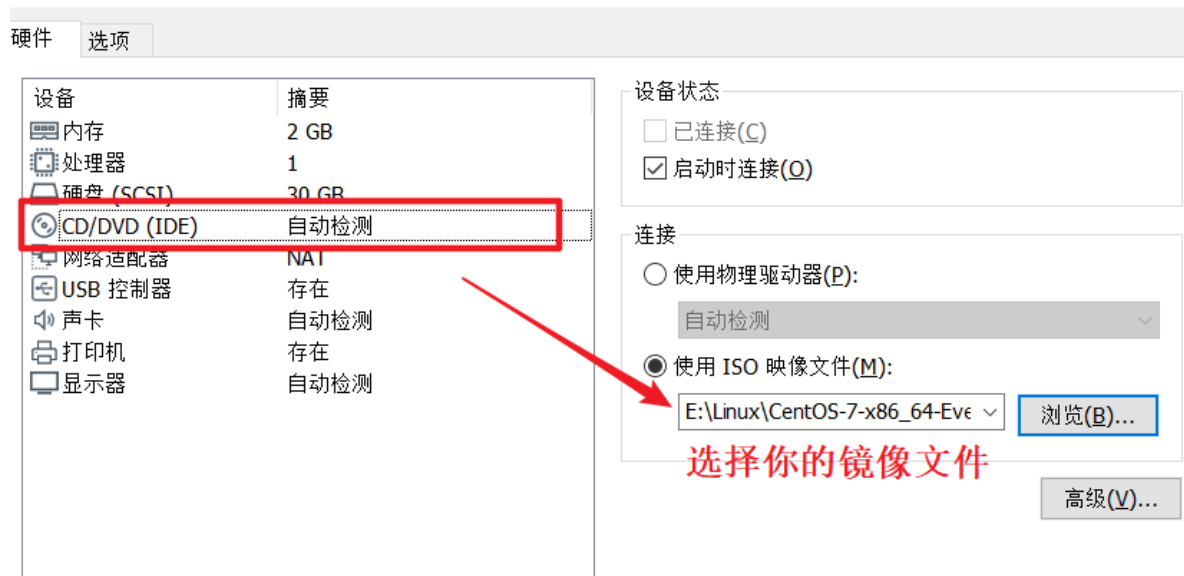 硬件 选项
设备 摘要
内存 2 GB
处理器 1
硬盘 (SCSI) 30 GB
CD/DVD (IDE) 自动检测
网络适配器 NAT
USB 控制器 存在
声卡 自动检测
打印机 存在
显示器 自动检测
设备状态
已连接(C)
启动时连接(O)
连接
使用物理驱动器(P):
自动检测
使用 ISO 映像文件(M):
E:\Linux\CentOS-7-x86_64-Eve 浏览(B)...
选择你的镜像文件
高级(V)...